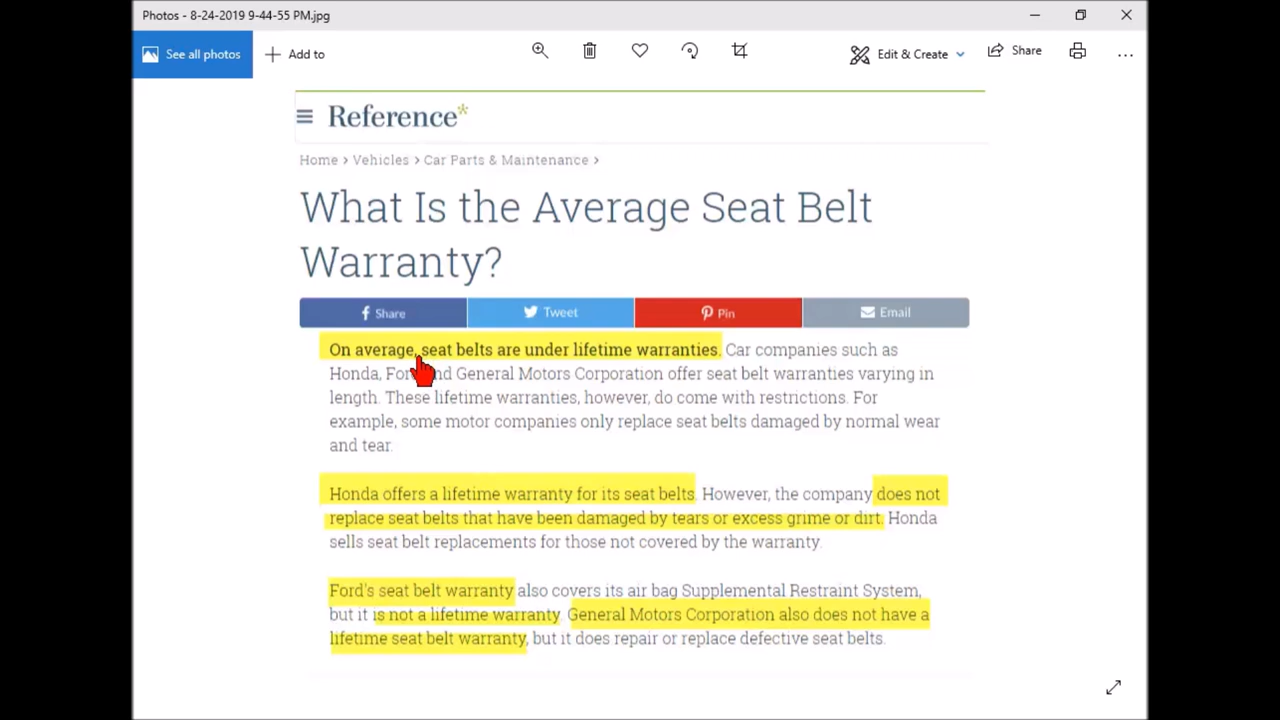 Photos - 8-24-2019 9-44-55 PM.jpg
See all photos
Add to
Edit & Create
Share
Reference*
Home > Vehicles > Car Parts & Maintenance >
What Is the Average Seat Belt
Warranty?
Share
Tweet
Pin
Email
On average, seat belts are under lifetime warranties. Car companies such as
Honda, Ford and General Motors Corporation offer seat belt warranties varying in
length. These lifetime warranties, however, do come with restrictions. For
example, some motor companies only replace seat belts damaged by normal wear
and tear.
Honda offers a lifetime warranty for its seat belts. However, the company does not
replace seat belts that have been damaged by tears or excess grime or dirt. Honda
sells seat belt replacements for those not covered by the warranty.
Ford's seat belt warranty also covers its air bag Supplemental Restraint System,
but it is not a lifetime warranty. General Motors Corporation also does not have a
lifetime seat belt warranty, but it does repair or replace defective seat belts.